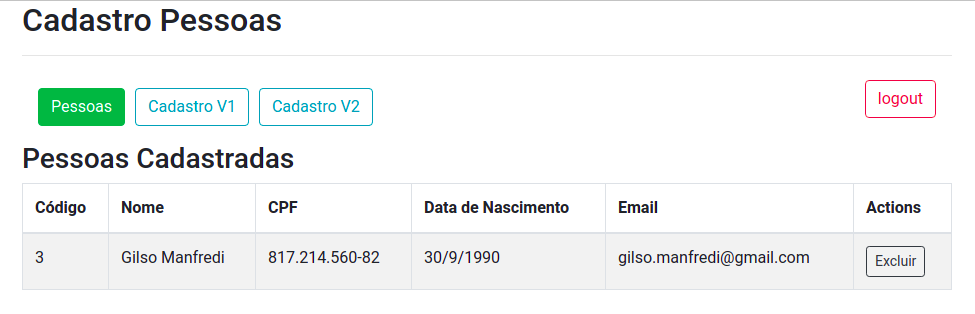 Cadastro Pessoas
Pessoas Cadastro V1 Cadastro V2 logout
Pessoas Cadastradas
Código Nome CPF Data de Nascimento Email Actions
3 Gilso Manfredi 817.214.560-82 30/9/1990 gilso.manfredi@gmail.com Excluir